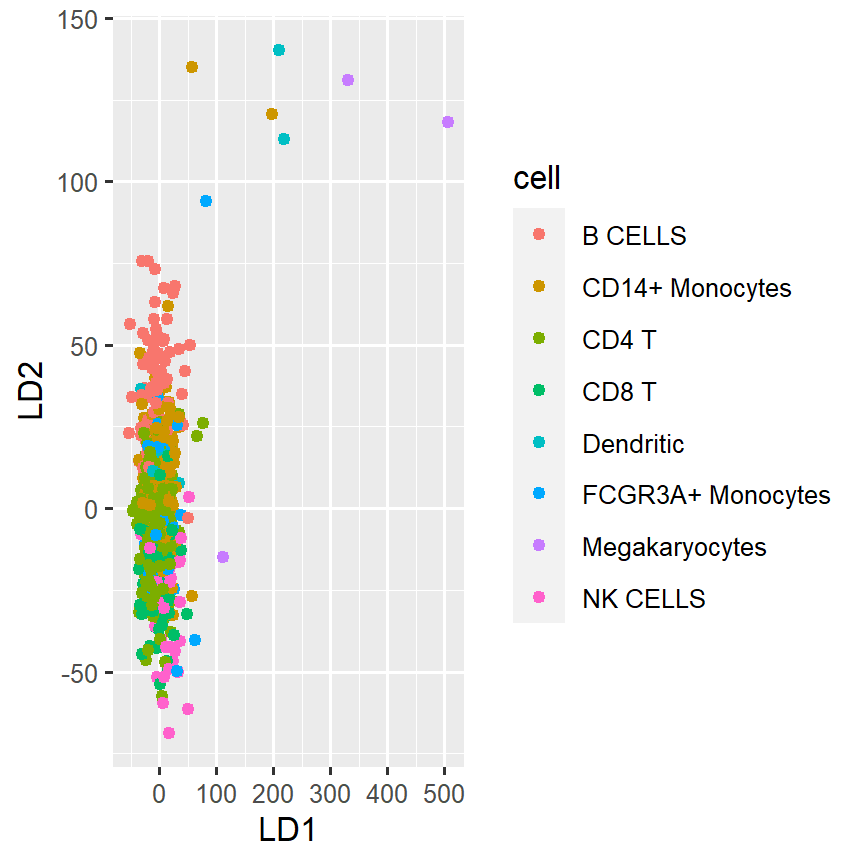 150
100
50
0
-50
LD2
0 100 200 300 400 500
LD1
cell
B CELLS
CD14+ Monocytes
CD4 T
CD8 T
Dendritic
FCGR3A+ Monocytes
Megakaryocytes
NK CELLS